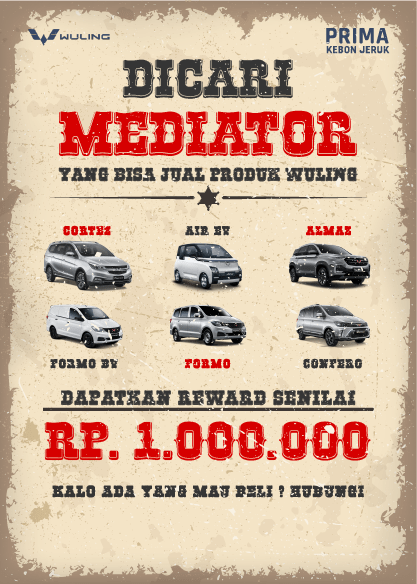 WULING
PRIMA
KEBON JERUK
DICARI
MEDIATOR
YANG BISA JUAL PRODUK WULING
CORTEZ
AIR EV
ALMAZ
FORMO BV
FORMO
CONFERO
DAPATKAN REWARD SENILAI
RP. 1.000.000
KALO ADA YANG MAU BELI ? HUBUNGI